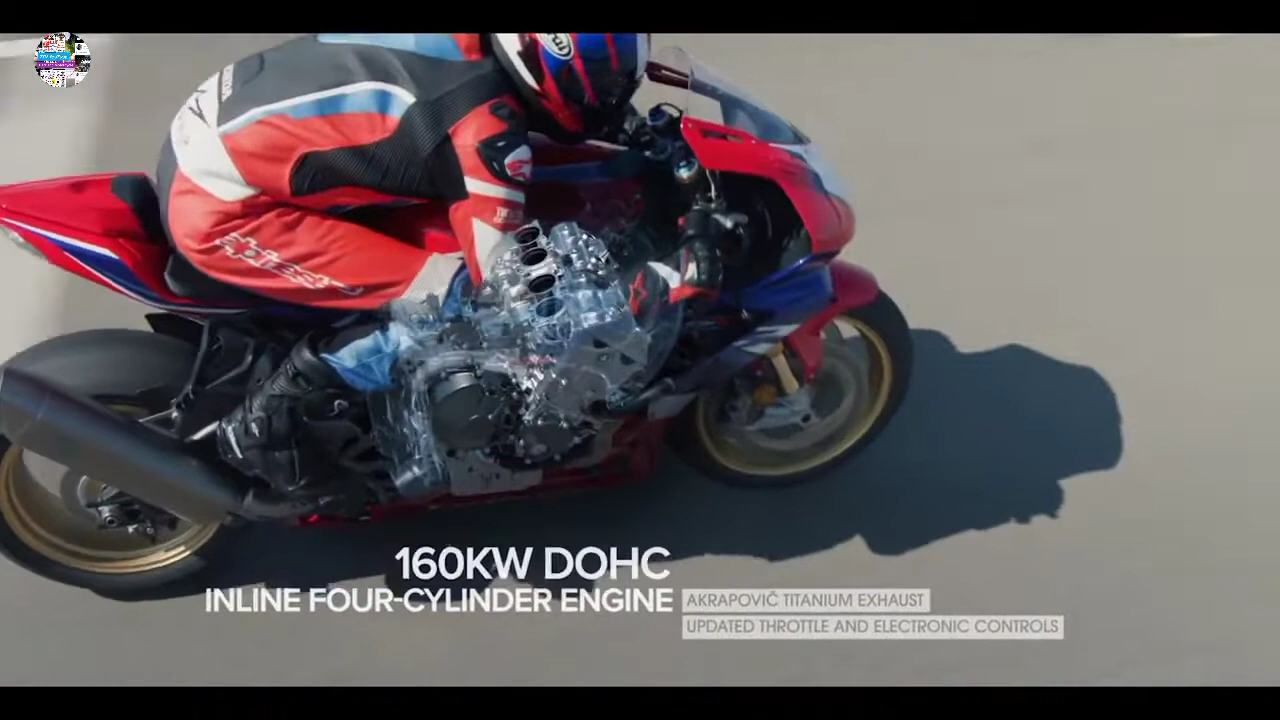 160KW DOHC
INLINE FOUR-CYLINDER ENGINE
AKRAPOVIČ TITANIUM EXHAUST
UPDATED THROTTLE AND ELECTRONIC CONTROLS